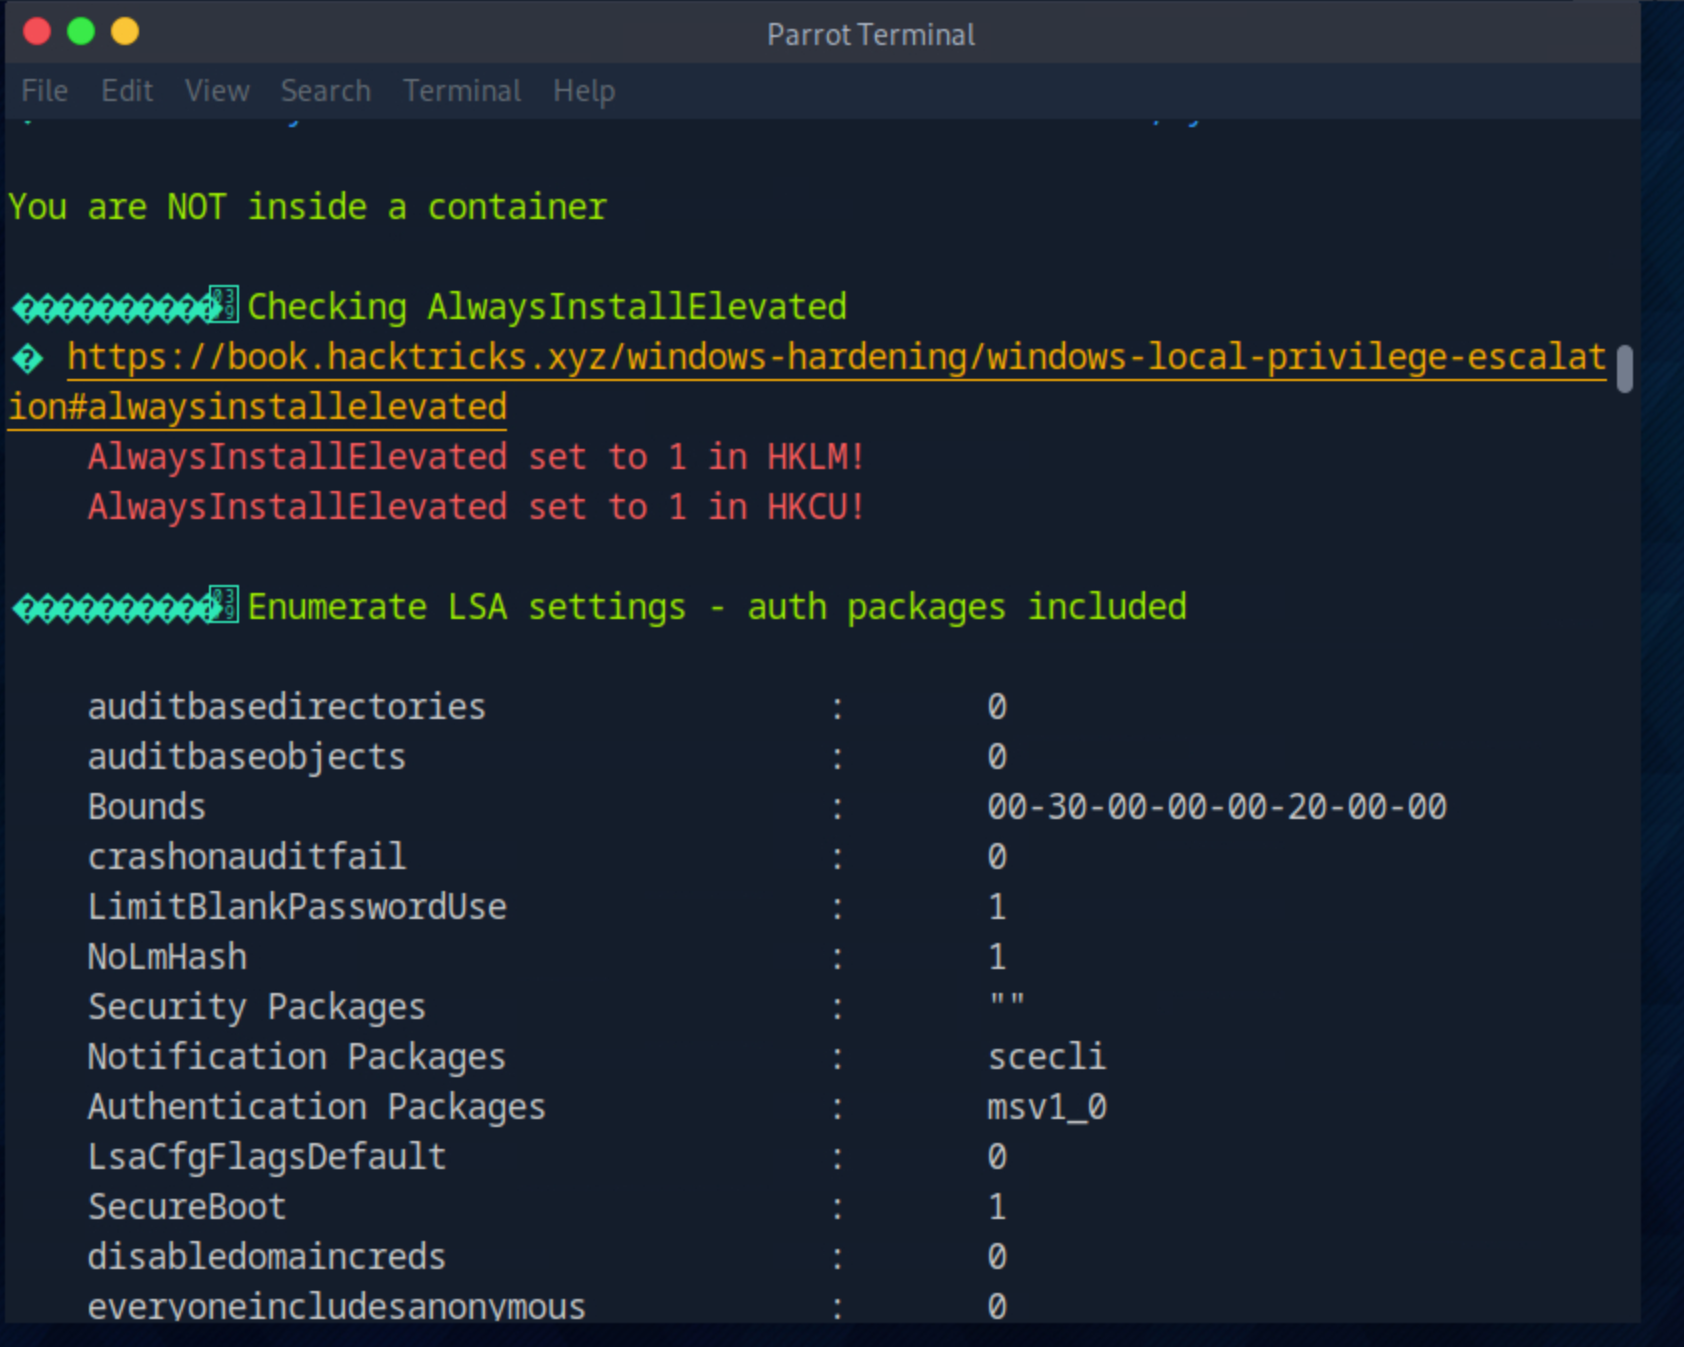 Parrot Terminal
File Edit View Search Terminal Help
You are NOT inside a container
������������Checking AlwaysInstallElevated
� https://book.hacktricks.xyz/windows-hardening/windows-local-privilege-escalat
ion#alwaysinstallelevated
AlwaysInstallElevated set to 1 in HKLM!
AlwaysInstallElevated set to 1 in HKCU!
������������Enumerate LSA settings - auth packages included
auditbasedirectories : 0
auditbaseobjects : 0
Bounds : 00-30-00-00-00-20-00-00
crashonauditfail : 0
LimitBlankPasswordUse : 1
NoLmHash : 1
Security Packages : ""
Notification Packages : scecli
Authentication Packages : msv1_0
LsaCfgFlagsDefault : 0
SecureBoot : 1
disabledomaincreds : 0
everyoneincludesanonymous : 0